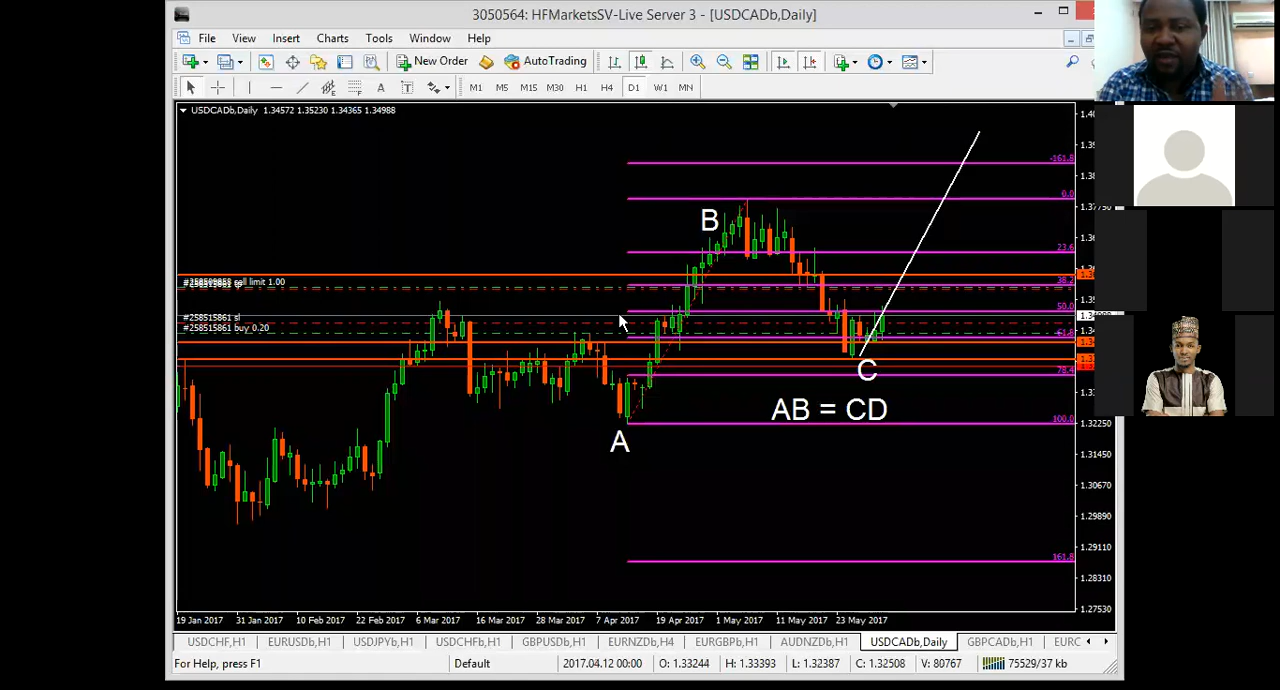 3050564: HFMarketsSV-Live Server 3 - [USDCADb,Daily]
File View Insert Charts Tools Window Help
New Order AutoTrading
A T M1 M5 M15 M30 H1 H4 D1 W1 MN
USDCADb,Daily 1.34572 1.35230 1.34365 1.34988
-161.8
0.0
1.37750
B
23.6
sell limit 1.00
38.2
50.0
#258515861 sl
#258515861 buy 0.20
61.8
C
78.4
AB = CD
100.0
1.32250
A
1.31450
1.30670
1.29890
1.29110
161.8
1.28310
1.27530
19 Jan 2017 31 Jan 2017 10 Feb 2017 22 Feb 2017 6 Mar 2017 16 Mar 2017 28 Mar 2017 7 Apr 2017 19 Apr 2017 1 May 2017 11 May 2017 23 May 2017
USDCHF,H1 EURUSDb,H1 USDJPYb,H1 USDCHFb,H1 GBPUSDb,H1 EURNZDb,H4 EURGBPb,H1 AUDNZDb,H1 USDCADb,Daily GBPCADb,H1 EURC
For Help, press F1 Default 2017.04.12 00:00 O: 1.33244 H: 1.33393 L: 1.32387 C: 1.32508 V: 80767 75529/37 kb